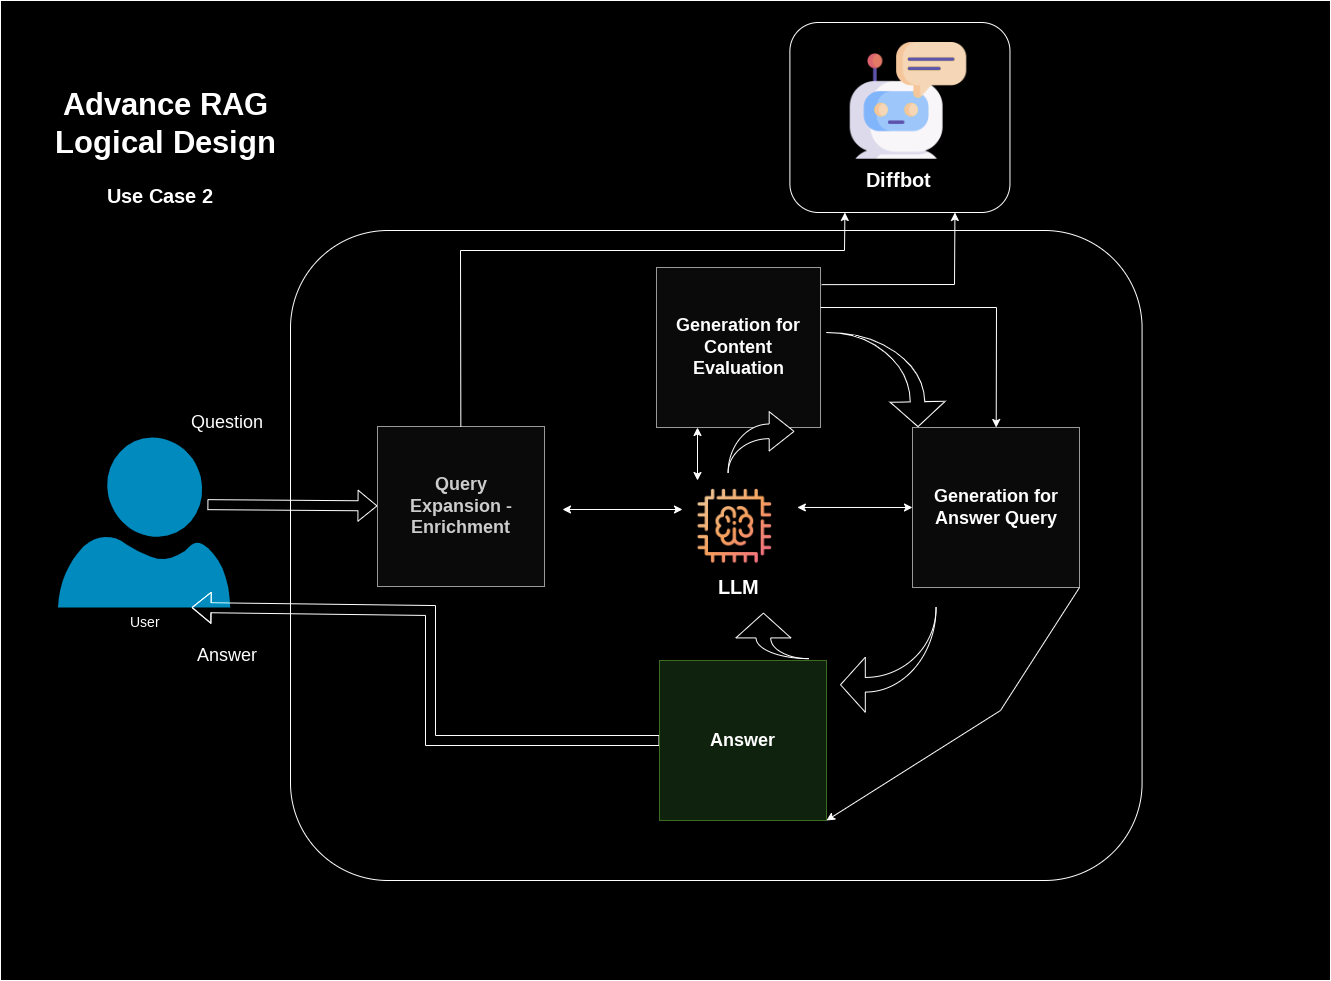 Advance RAG
Logical Design
Use Case 2
Diffbot
Generation for
Content
Evaluation
Question
Query
Expansion -
Enrichment
Generation for
Answer Query
LLM
User
Answer
Answer